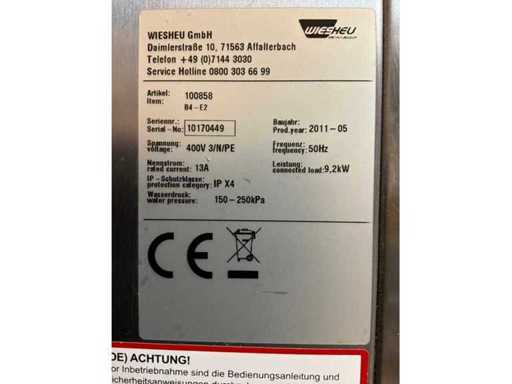 WIESHEU GmbH
Daimlerstraße 10, 71563 Affalterbach
Telefon +49 (0)7144 3030
Service Hotline 0800 303 66 99
WIESHEU
Artikel: 100858
Item: B4-E2
Seriennr.: Baujahr:
Serial-No: 10170449 Prod.year: 2011-05
Spannung: 400V 3/N/PE Frequenz:
voltage: frequency: 50Hz
Nennstrom: Leistung:
rated current: 13A connected load: 9,2kW
IP-Schutzklasse:
protection category: IP X4
Wasserdruck:
water pressure: 150-250kPa
CE
DE) ACHTUNG!
or Inbetriebnahme sind die Bedienungsanleitung und
icherheitsanweisungen